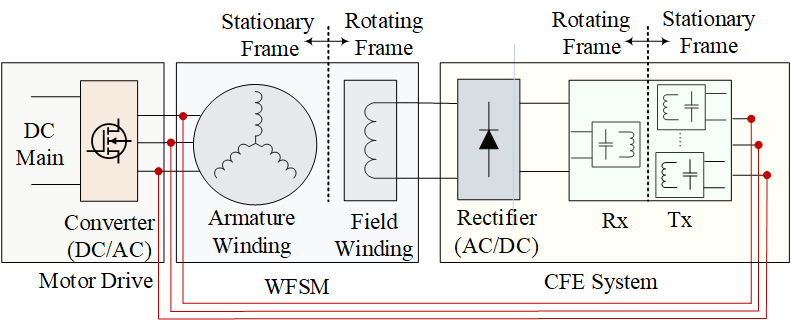 Stationary
Frame
Rotating
Frame
Rotating
Frame
Stationary
Frame
DC
Main
Converter
(DC/AC)
Motor Drive
Armature
Winding
Field
Winding
WFSM
Rectifier
(AC/DC)
Rx
Tx
CFE System